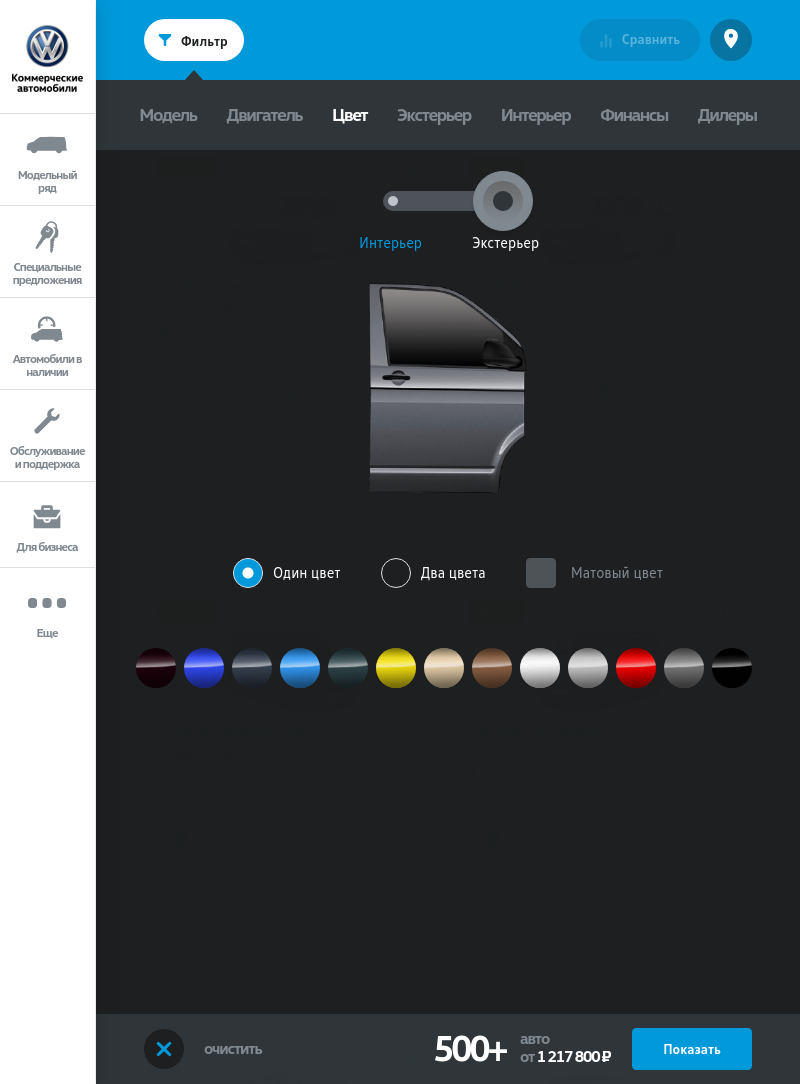 Фильтр
Сравнить
Коммерческие
автомобили
Модель Двигатель Цвет Экстерьер Интерьер Финансы Дилеры
Модельный
ряд
Специальные
предложения
Автомобили в
наличии
Обслуживание
и поддержка
Для бизнеса
Еще
Интерьер Экстерьер
Один цвет Два цвета Матовый цвет
очистить
500+
авто
от 1 217 800 ₽
Показать